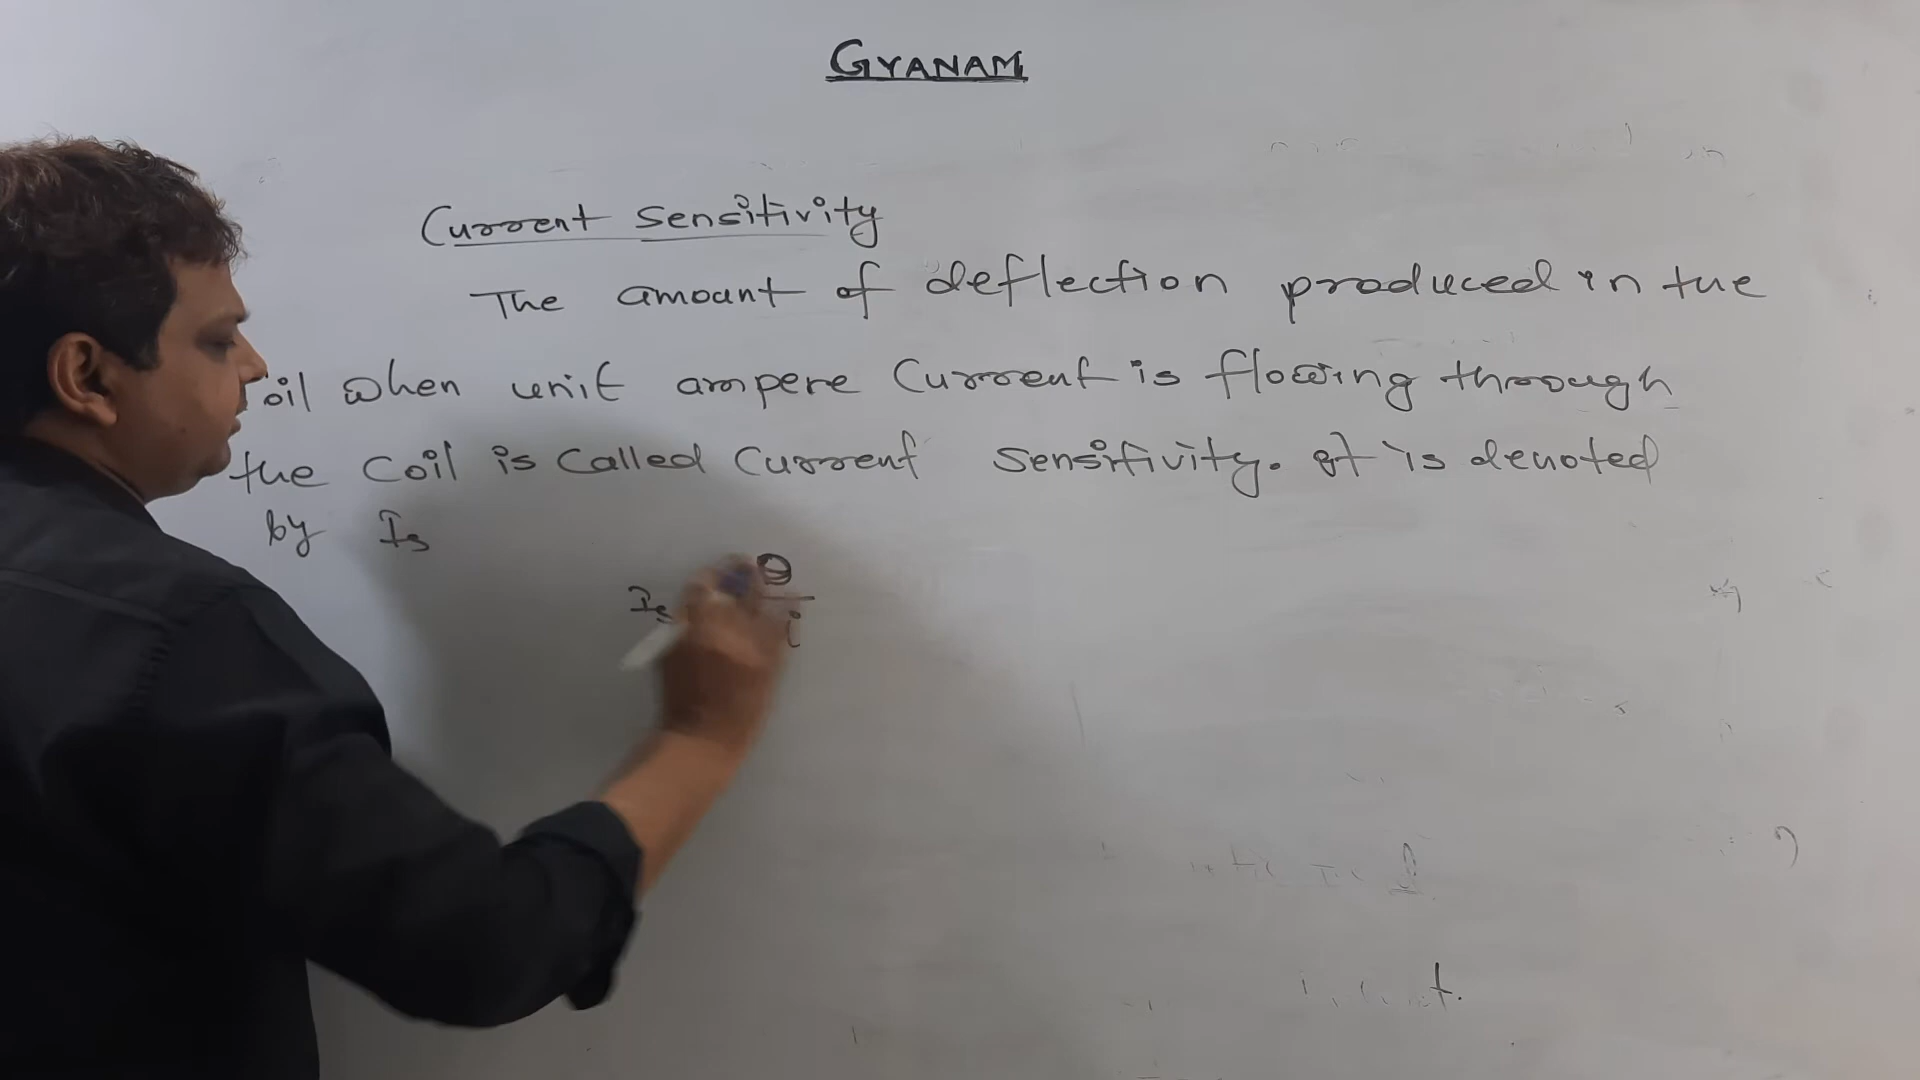 GYANAM
Current Sensitivity
The amount of deflection produced in the
oil when unit ampere Current is flowing through
the Coil is Called Current Sensitivity. It is denoted
by Is
Is θ
i